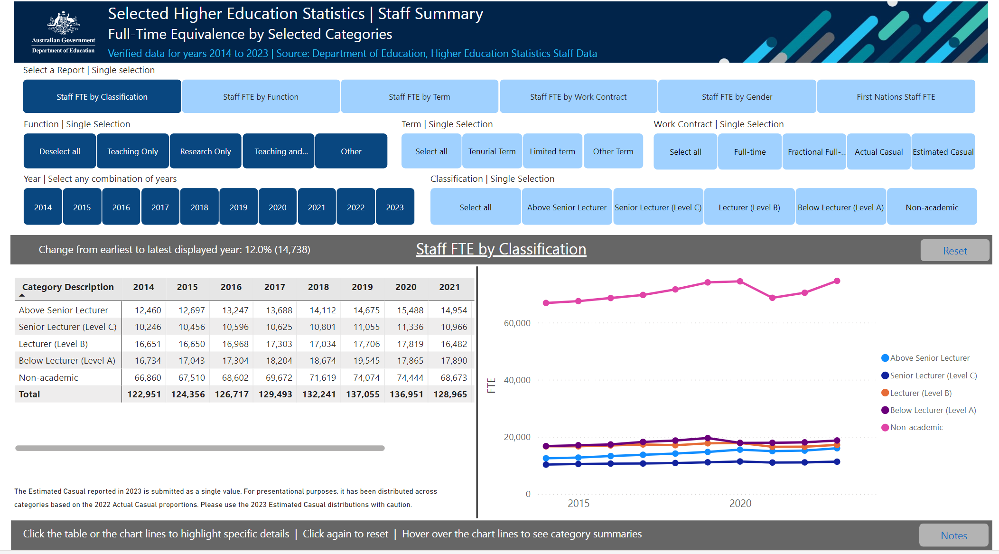 Selected Higher Education Statistics | Staff Summary
Full-Time Equivalence by Selected Categories
Verified data for years 2014 to 2023 | Source: Department of Education, Higher Education Statistics Staff Data
Australian Government
Department of Education
Select a Report | Single selection
Staff FTE by Classification
Staff FTE by Function
Staff FTE by Term
Staff FTE by Work Contract
Staff FTE by Gender
First Nations Staff FTE
Function | Single Selection
Deselect all
Teaching Only
Research Only
Teaching and...
Other
Term | Single Selection
Select all
Tenurial Term
Limited term
Other Term
Work Contract | Single Selection
Select all
Full-time
Fractional Full-..
Actual Casual
Estimated Casual
Year | Select any combination of years
2014 2015 2016 2017 2018 2019 2020 2021 2022 2023
Classification | Single Selection
Select all
Above Senior Lecturer
Senior Lecturer (Level C)
Lecturer (Level B)
Below Lecturer (Level A)
Non-academic
Change from earliest to latest displayed year: 12.0% (14,738)
Staff FTE by Classification
Reset
Category Description 2014 2015 2016 2017 2018 2019 2020 2021
Above Senior Lecturer 12,460 12,697 13,247 13,688 14,112 14,675 15,488 14,954
Senior Lecturer (Level C) 10,246 10,456 10,596 10,625 10,801 11,055 11,336 10,966
Lecturer (Level B) 16,651 16,650 16,968 17,303 17,034 17,706 17,819 16,482
Below Lecturer (Level A) 16,734 17,043 17,304 18,204 18,674 19,545 17,865 17,890
Non-academic 66,860 67,510 68,602 69,672 71,619 74,074 74,444 68,673
Total 122,951 124,356 126,717 129,493 132,241 137,055 136,951 128,965
The Estimated Casual reported in 2023 is submitted as a single value. For presentational purposes, it has been distributed across
categories based on the 2022 Actual Casual proportions. Please use the 2023 Estimated Casual distributions with caution.
FTE
60,000
40,000
20,000
0
2015
2020
Above Senior Lecturer
Senior Lecturer (Level C)
Lecturer (Level B)
Below Lecturer (Level A)
Non-academic
Click the table or the chart lines to highlight specific details | Click again to reset | Hover over the chart lines to see category summaries
Notes